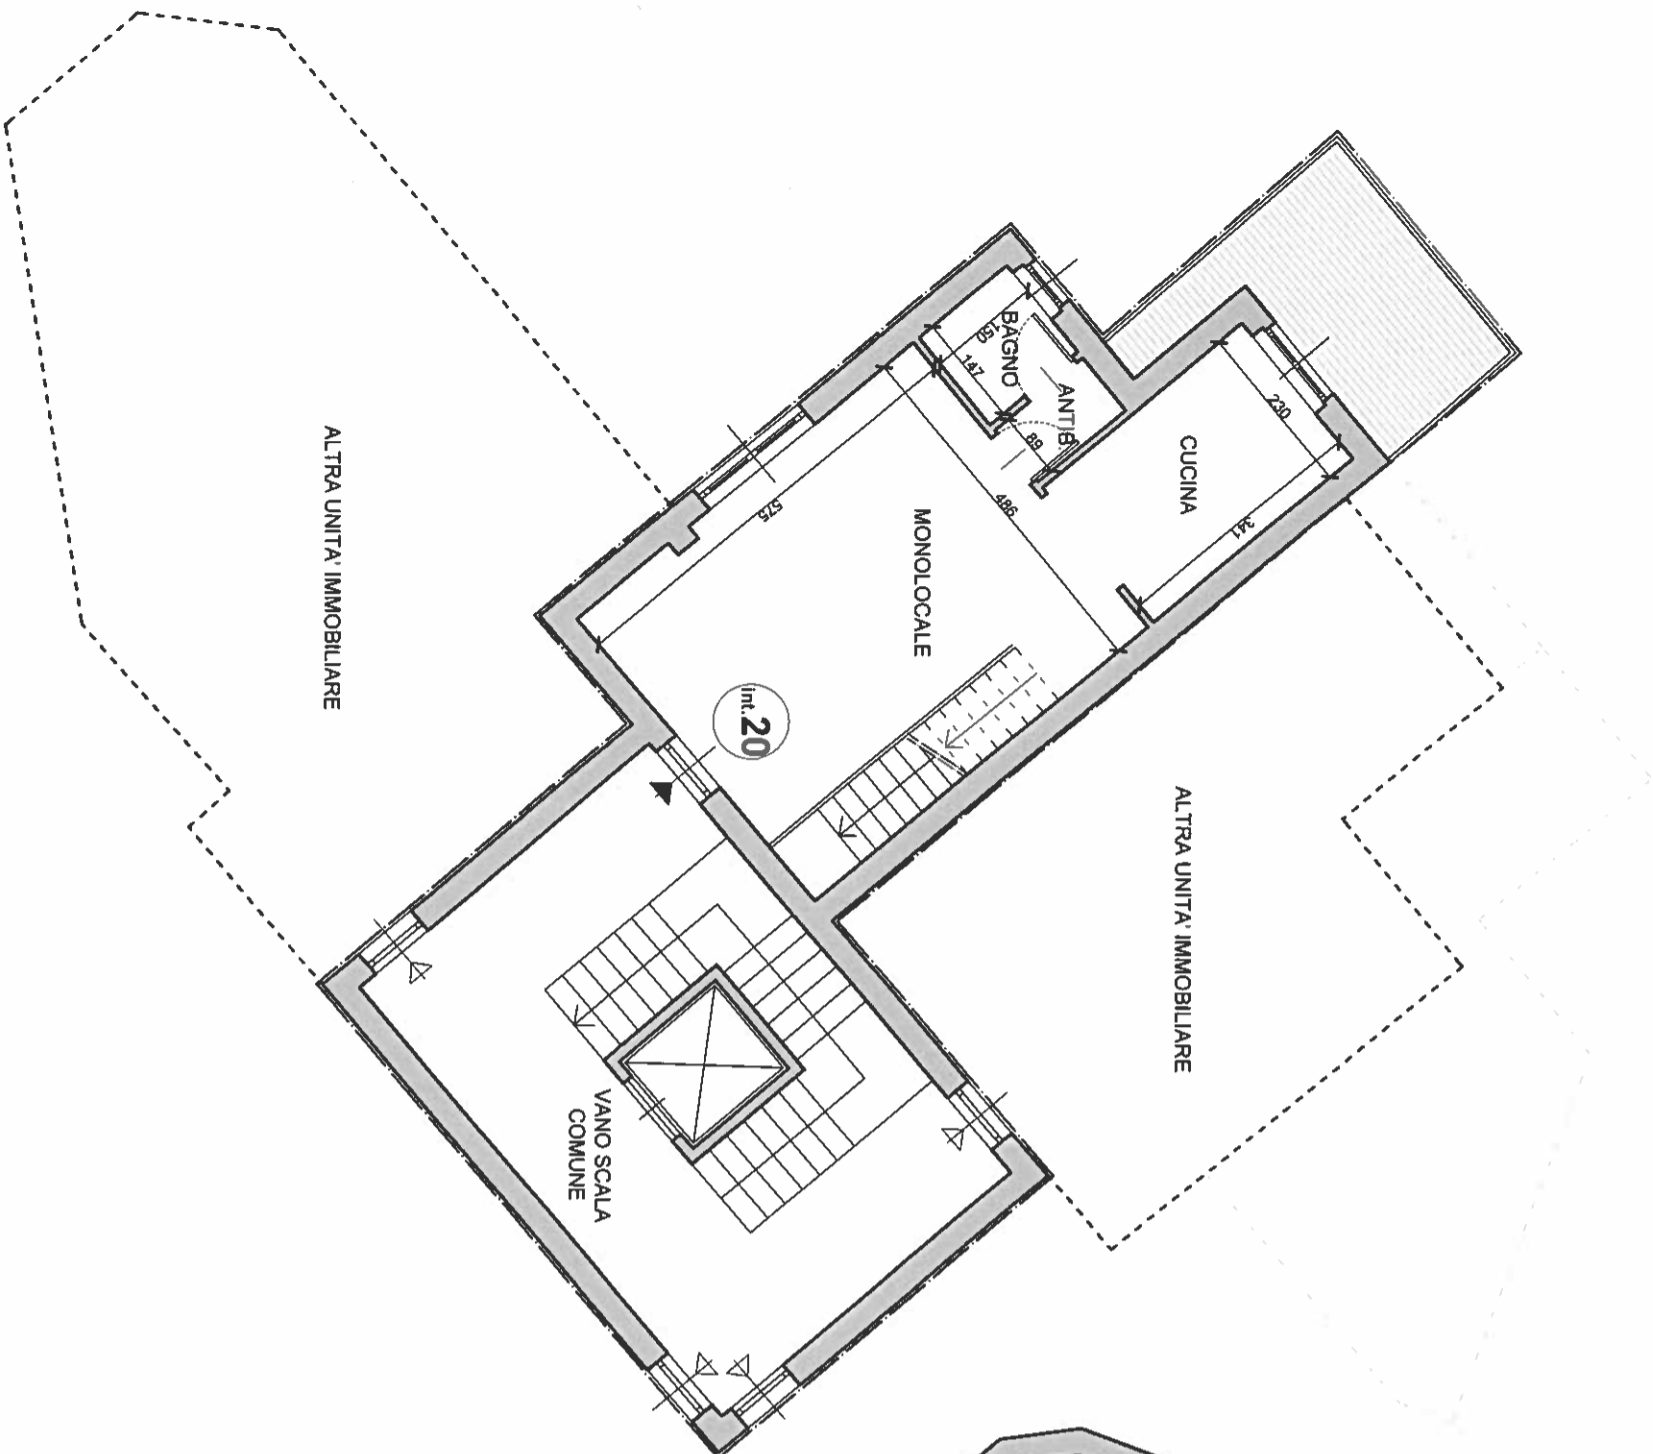 BAGNO
150
147
ANTIB.
89
CUCINA
230
341
486
575
MONOLOCALE
int.20
ALTRA UNITA' IMMOBILIARE
ALTRA UNITA' IMMOBILIARE
VANO SCALA
COMUNE